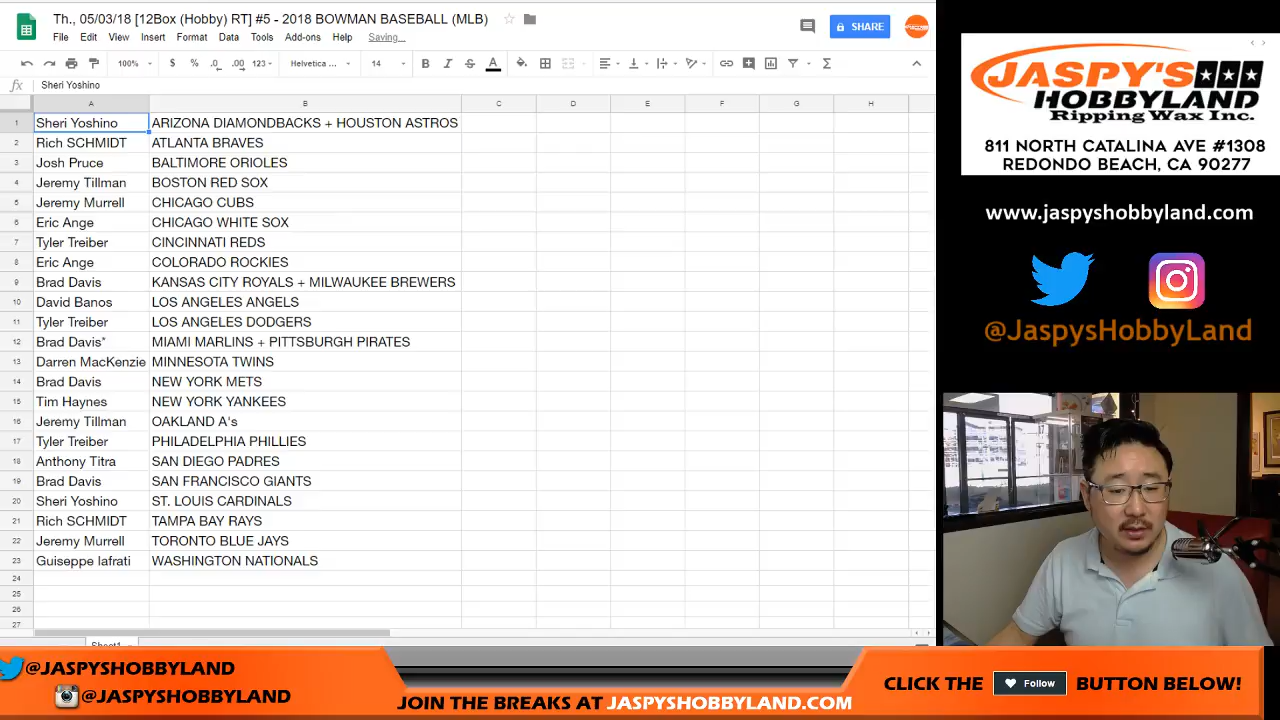 Th., 05/03/18 [12Box (Hobby) RT] #5 - 2018 BOWMAN BASEBALL (MLB)
File Edit View Insert Format Data Tools Add-ons Help Saving...
SHARE
100% $ % .0 .00 123 Helvetica ... 14 B I S A
fx Sheri Yoshino
A B C D E F G H
1 Sheri Yoshino ARIZONA DIAMONDBACKS + HOUSTON ASTROS
2 Rich SCHMIDT ATLANTA BRAVES
3 Josh Pruce BALTIMORE ORIOLES
4 Jeremy Tillman BOSTON RED SOX
5 Jeremy Murrell CHICAGO CUBS
6 Eric Ange CHICAGO WHITE SOX
7 Tyler Treiber CINCINNATI REDS
8 Eric Ange COLORADO ROCKIES
9 Brad Davis KANSAS CITY ROYALS + MILWAUKEE BREWERS
10 David Banos LOS ANGELES ANGELS
11 Tyler Treiber LOS ANGELES DODGERS
12 Brad Davis* MIAMI MARLINS + PITTSBURGH PIRATES
13 Darren MacKenzie MINNESOTA TWINS
14 Brad Davis NEW YORK METS
15 Tim Haynes NEW YORK YANKEES
16 Jeremy Tillman OAKLAND A's
17 Tyler Treiber PHILADELPHIA PHILLIES
18 Anthony Titra SAN DIEGO PADRES
19 Brad Davis SAN FRANCISCO GIANTS
20 Sheri Yoshino ST. LOUIS CARDINALS
21 Rich SCHMIDT TAMPA BAY RAYS
22 Jeremy Murrell TORONTO BLUE JAYS
23 Guiseppe Iafrati WASHINGTON NATIONALS
24
25
26
27
Sheet1
JASPY'S
HOBBYLAND
Ripping Wax Inc.
811 NORTH CATALINA AVE #1308
REDONDO BEACH, CA 90277
www.jaspyshobbyland.com
@JaspysHobbyLand
@JASPYSHOBBYLAND
@JASPYSHOBBYLAND
JOIN THE BREAKS AT JASPYSHOBBYLAND.COM
CLICK THE Follow BUTTON BELOW!